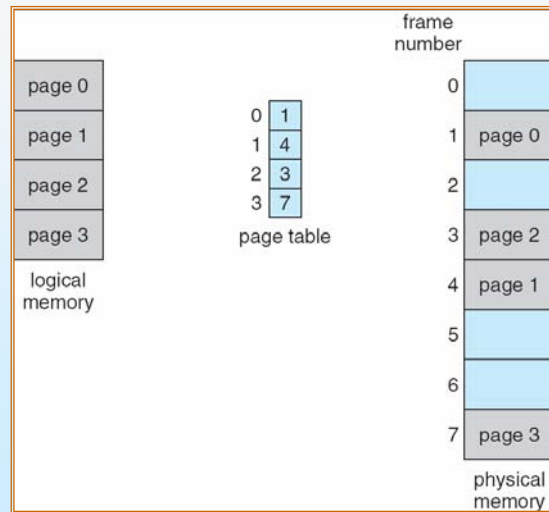 page 0
page 1
page 2
page 3
logical
memory
0 1
1 4
2 3
3 7
page table
frame
number
0
1 page 0
2
3 page 2
4 page 1
5
6
7 page 3
physical
memory